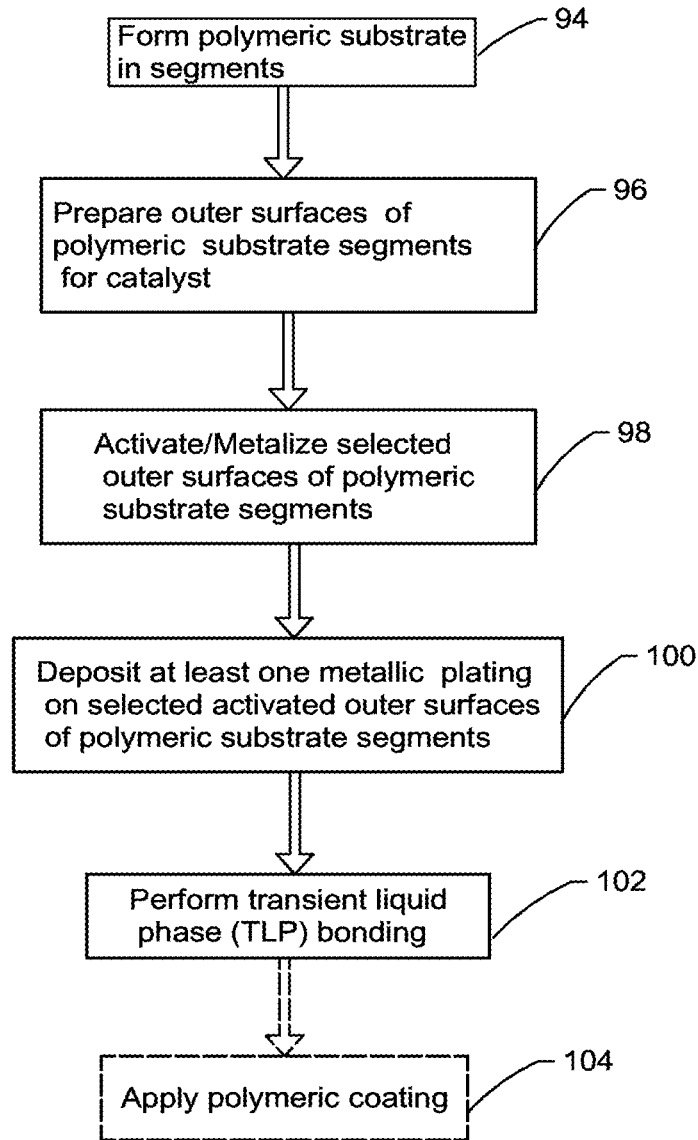 Form polymeric substrate
in segments
94
Prepare outer surfaces of
polymeric substrate segments
for catalyst
96
Activate/Metalize selected
outer surfaces of polymeric
substrate segments
98
Deposit at least one metallic plating
on selected activated outer surfaces
of polymeric substrate segments
100
Perform transient liquid
phase (TLP) bonding
102
Apply polymeric coating
104